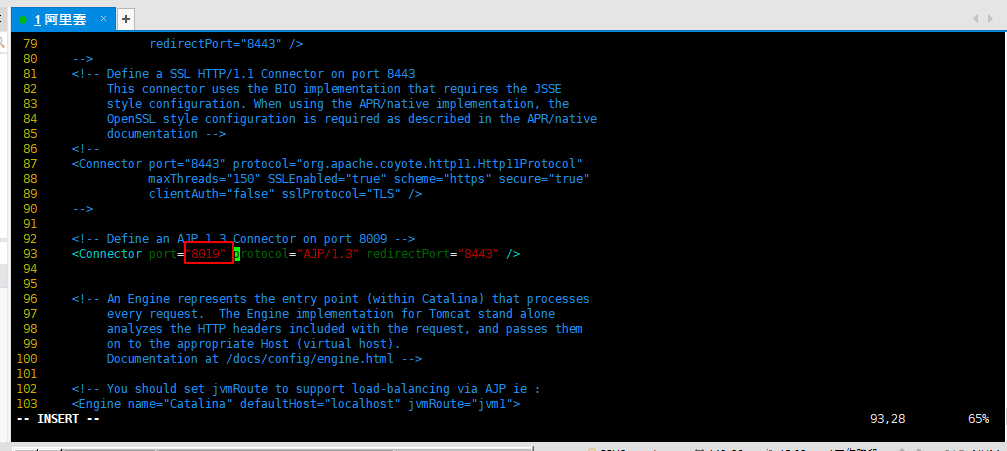 1 阿里雲 × +
79 redirectPort="8443" />
80 -->
81 <!-- Define a SSL HTTP/1.1 Connector on port 8443
82 This connector uses the BIO implementation that requires the JSSE
83 style configuration. When using the APR/native implementation, the
84 OpenSSL style configuration is required as described in the APR/native
85 documentation -->
86 <!--
87 <Connector port="8443" protocol="org.apache.coyote.http11.Http11Protocol"
88 maxThreads="150" SSLEnabled="true" scheme="https" secure="true"
89 clientAuth="false" sslProtocol="TLS" />
90 -->
91
92 <!-- Define an AJP 1.3 Connector on port 8009 -->
93 <Connector port="8019" protocol="AJP/1.3" redirectPort="8443" />
94
95
96 <!-- An Engine represents the entry point (within Catalina) that processes
97 every request.  The Engine implementation for Tomcat stand alone
98 analyzes the HTTP headers included with the request, and passes them
99 on to the appropriate Host (virtual host).
100 Documentation at /docs/config/engine.html -->
101
102 <!-- You should set jvmRoute to support load-balancing via AJP ie :
103 <Engine name="Catalina" defaultHost="localhost" jvmRoute="jvm1">
-- INSERT -- 93,28 65%